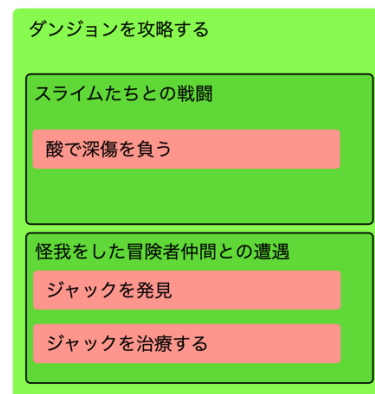 ダンジョンを攻略する
スライムたちとの戦闘
酸で深傷を負う
怪我をした冒険者仲間との遭遇
ジャックを発見
ジャックを治療する